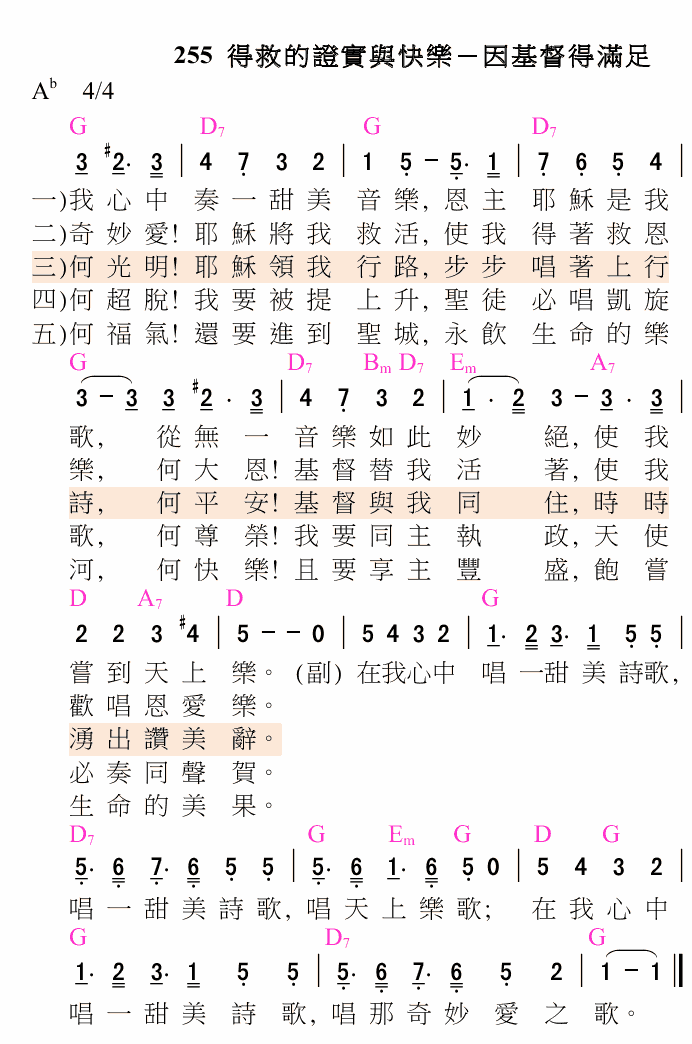 255 得救的證實與快樂－因基督得滿足
A♭ 4/4
G D7 G D7
3 #2· 3 | 4 7 3 2 | 1 5 － 5· 1 | 7 6 5 4
一)我 心 中 奏 一 甜 美 音 樂, 恩 主 耶 穌 是 我
二)奇 妙 愛! 耶 穌 將 我 救 活, 使 我 得 著 救 恩
三)何 光 明! 耶 穌 領 我 行 路, 步 步 唱 著 上 行
四)何 超 脫! 我 要 被 提 上 升, 聖 徒 必 唱 凱 旋
五)何 福 氣! 還 要 進 到 聖 城, 永 飲 生 命 的 樂
G D7 Bm D7 Em A7
3 － 3 3 #2 · 3 | 4 7 3 2 | 1 · 2 3 － 3 · 3
歌, 從 無 一 音 樂 如 此 妙 絕, 使 我
樂, 何 大 恩! 基 督 替 我 活 著, 使 我
詩, 何 平 安! 基 督 與 我 同 住, 時 時
歌, 何 尊 榮! 我 要 同 主 執 政, 天 使
河, 何 快 樂! 且 要 享 主 豐 盛, 飽 嘗
D A7 D G
2 2 3 #4 | 5 － － 0 | 5 4 3 2 | 1· 2 3· 1 5 5·
嘗 到 天 上 樂。 (副) 在我心中 唱 一甜 美 詩歌,
歡 唱 恩 愛 樂。
湧 出 讚 美 辭。
必 奏 同 聲 賀。
生 命 的 美 果。
D7 G Em G D G
5· 6 7· 6 5 5 | 5· 6 1· 6 5 0 | 5 4 3 2
唱 一 甜 美 詩 歌, 唱 天 上 樂 歌; 在 我 心 中
G D7 G
1· 2 3· 1 5 5 | 5· 6 7· 6 5 2 | 1 － 1 ||
唱 一 甜 美 詩 歌, 唱 那 奇 妙 愛 之 歌。